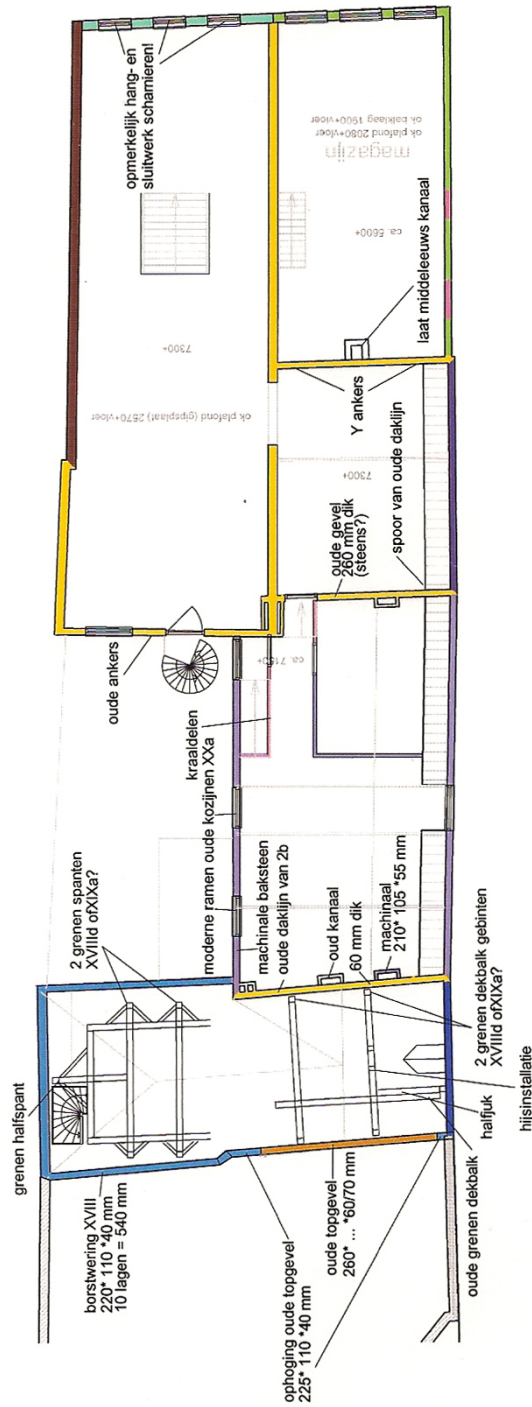 grenen halfspant
borstwering XVIII
220* 110 *40 mm
10 lagen = 540 mm
2 grenen spanten
XVIIId ofXIXa?
ophoging oude topgevel
225* 110 *40 mm
oude topgevel
260* ... *60/70 mm
oude grenen dekbalk
halfjuk
hijsinstallatie
2 grenen dekbalk gebinten
XVIIId ofXIXa?
moderne ramen oude kozijnen XXa
machinale baksteen
oude daklijn van 2b
oud kanaal
60 mm dik
machinaal
210* 105 *55 mm
kraaldelen
ca. 7150+
oude ankers
oude gevel
260 mm dik
(steens?)
spoor van oude daklijn
7300+
Y ankers
ok plafond (gipsplaat) 2570+vloer
7300+
laat middeleeuws kanaal
ca. 5600+
magazijn
ok plafond 2080+vloer
ok balklaag 1900+vloer
opmerkelijk hang- en
sluitwerk scharnieren!